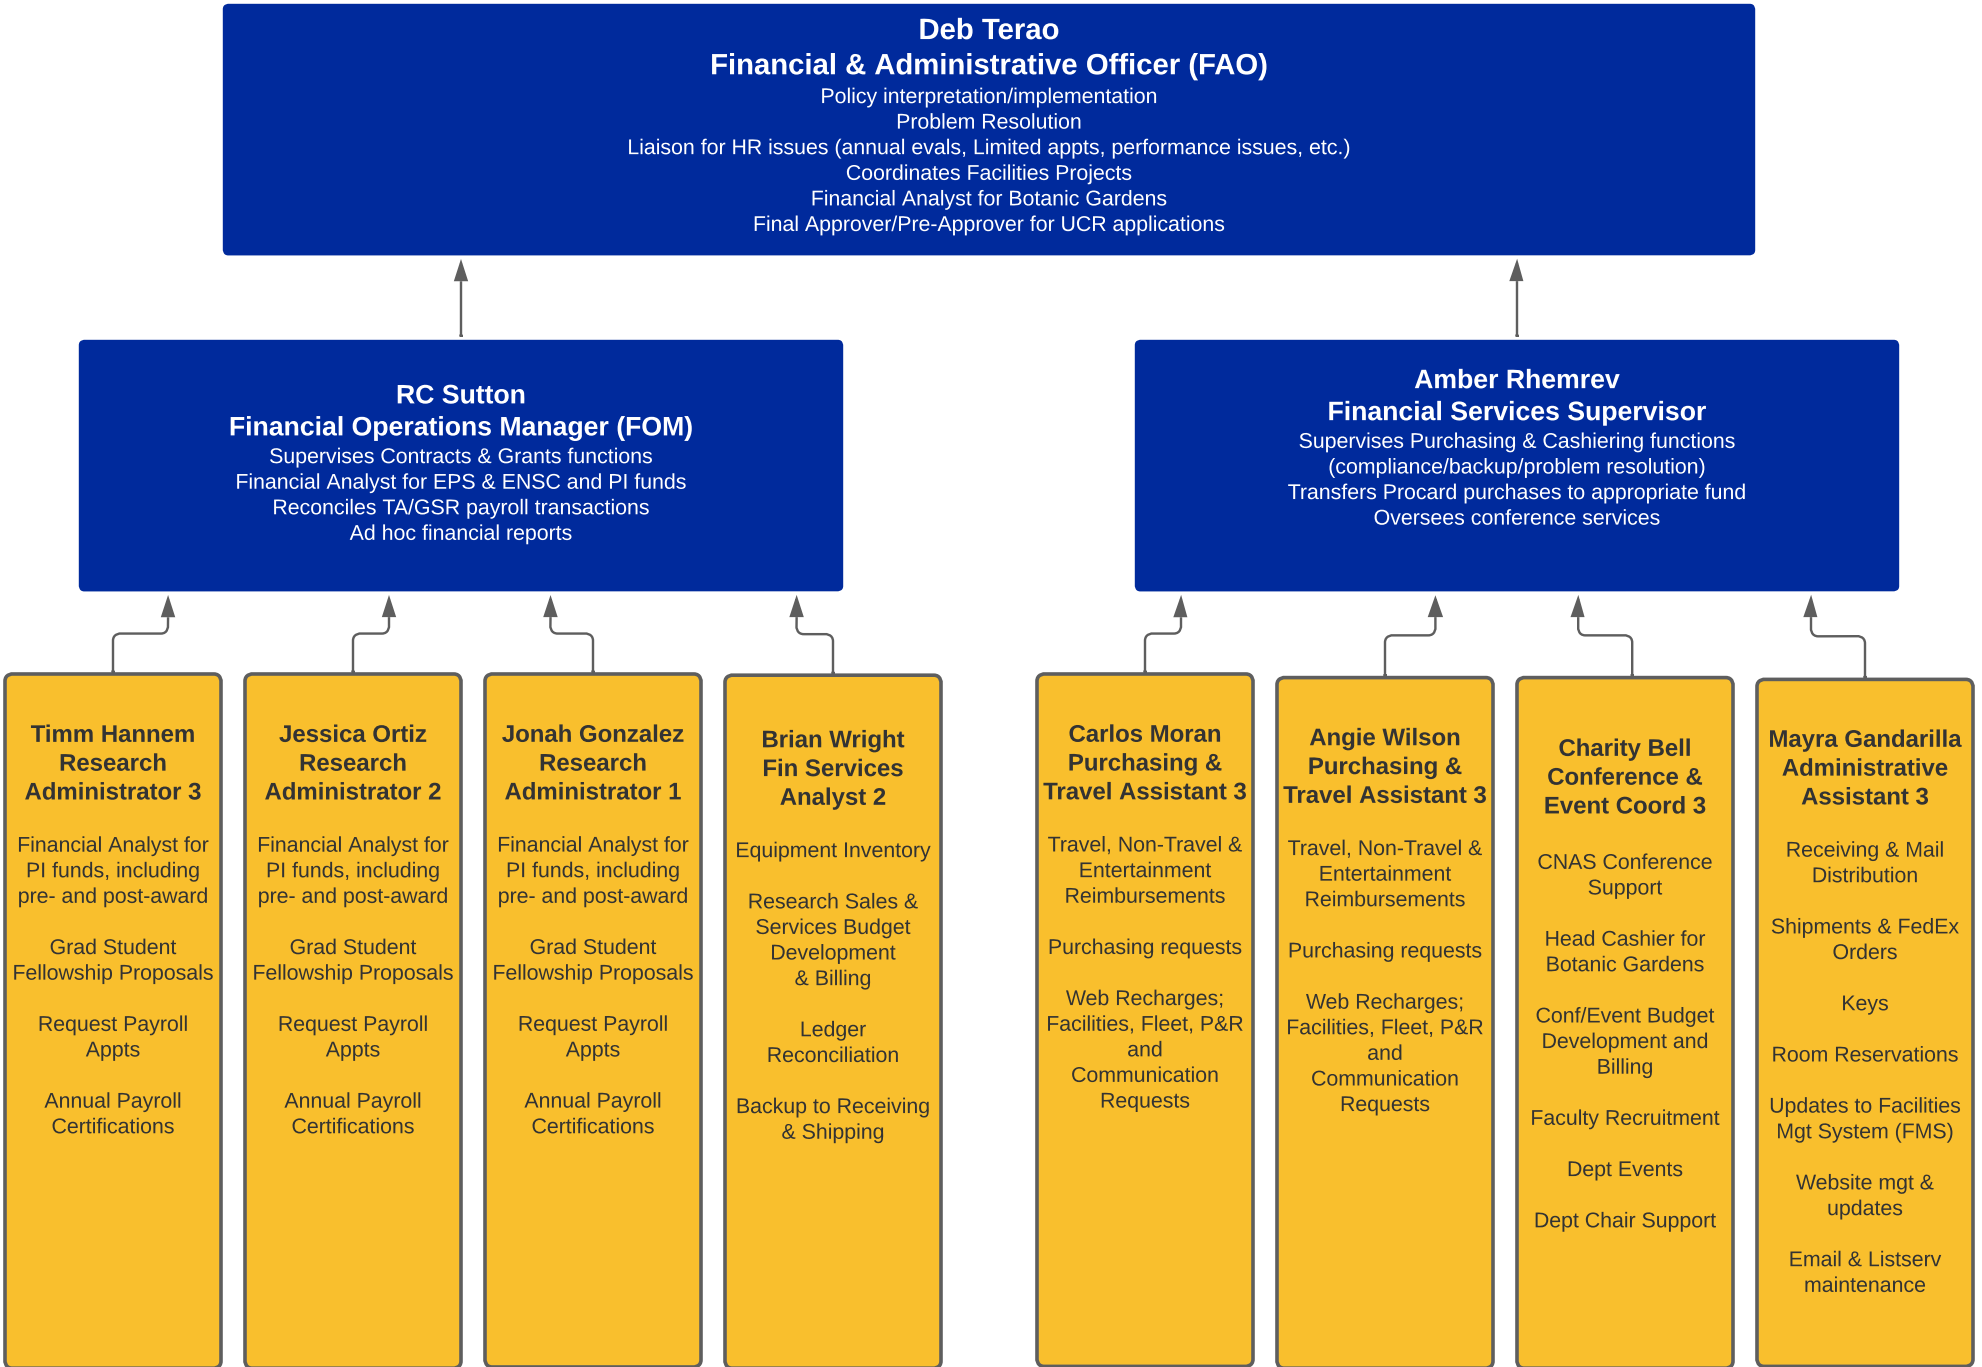 Deb Terao
Financial & Administrative Officer (FAO)
Policy interpretation/implementation
Problem Resolution
Liaison for HR issues (annual evals, Limited appts, performance issues, etc.)
Coordinates Facilities Projects
Financial Analyst for Botanic Gardens
Final Approver/Pre-Approver for UCR applications
RC Sutton
Financial Operations Manager (FOM)
Supervises Contracts & Grants functions
Financial Analyst for EPS & ENSC and PI funds
Reconciles TA/GSR payroll transactions
Ad hoc financial reports
Amber Rhemrev
Financial Services Supervisor
Supervises Purchasing & Cashiering functions
(compliance/backup/problem resolution)
Transfers Procard purchases to appropriate fund
Oversees conference services
Timm Hannem
Research
Administrator 3
Financial Analyst for
PI funds, including
pre- and post-award
Grad Student
Fellowship Proposals
Request Payroll
Appts
Annual Payroll
Certifications
Jessica Ortiz
Research
Administrator 2
Financial Analyst for
PI funds, including
pre- and post-award
Grad Student
Fellowship Proposals
Request Payroll
Appts
Annual Payroll
Certifications
Jonah Gonzalez
Research
Administrator 1
Financial Analyst for
PI funds, including
pre- and post-award
Grad Student
Fellowship Proposals
Request Payroll
Appts
Annual Payroll
Certifications
Brian Wright
Fin Services
Analyst 2
Equipment Inventory
Research Sales &
Services Budget
Development
& Billing
Ledger
Reconciliation
Backup to Receiving
& Shipping
Carlos Moran
Purchasing &
Travel Assistant 3
Travel, Non-Travel &
Entertainment
Reimbursements
Purchasing requests
Web Recharges;
Facilities, Fleet, P&R
and
Communication
Requests
Angie Wilson
Purchasing &
Travel Assistant 3
Travel, Non-Travel &
Entertainment
Reimbursements
Purchasing requests
Web Recharges;
Facilities, Fleet, P&R
and
Communication
Requests
Charity Bell
Conference &
Event Coord 3
CNAS Conference
Support
Head Cashier for
Botanic Gardens
Conf/Event Budget
Development and
Billing
Faculty Recruitment
Dept Events
Dept Chair Support
Mayra Gandarilla
Administrative
Assistant 3
Receiving & Mail
Distribution
Shipments & FedEx
Orders
Keys
Room Reservations
Updates to Facilities
Mgt System (FMS)
Website mgt &
updates
Email & Listserv
maintenance